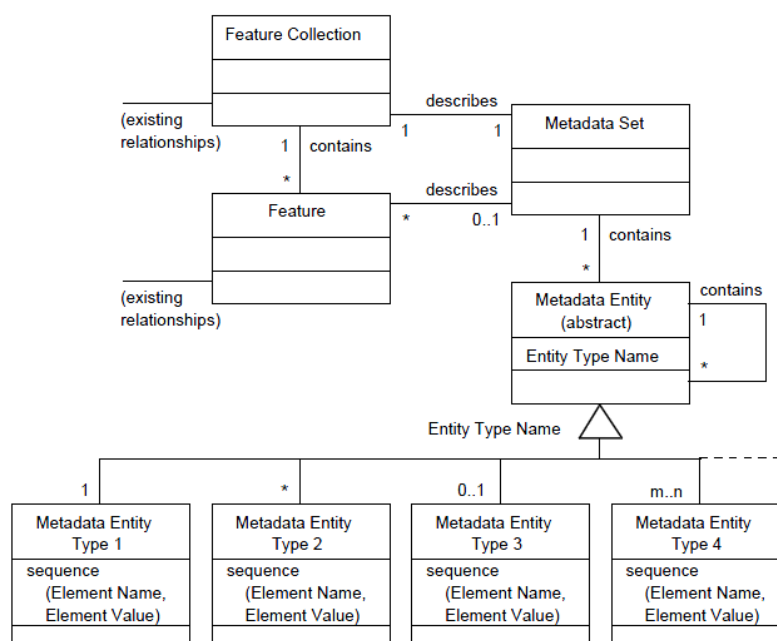 Feature Collection
describes
(existing
relationships)
1
contains
1
1
Metadata Set
*
Feature
describes
*
0..1
1
contains
(existing
relationships)
*
Metadata Entity
(abstract)
contains
1
Entity Type Name
*
Entity Type Name
1
*
0..1
m..n
Metadata Entity
Type 1
sequence
(Element Name,
Element Value)
Metadata Entity
Type 2
sequence
(Element Name,
Element Value)
Metadata Entity
Type 3
sequence
(Element Name,
Element Value)
Metadata Entity
Type 4
sequence
(Element Name,
Element Value)